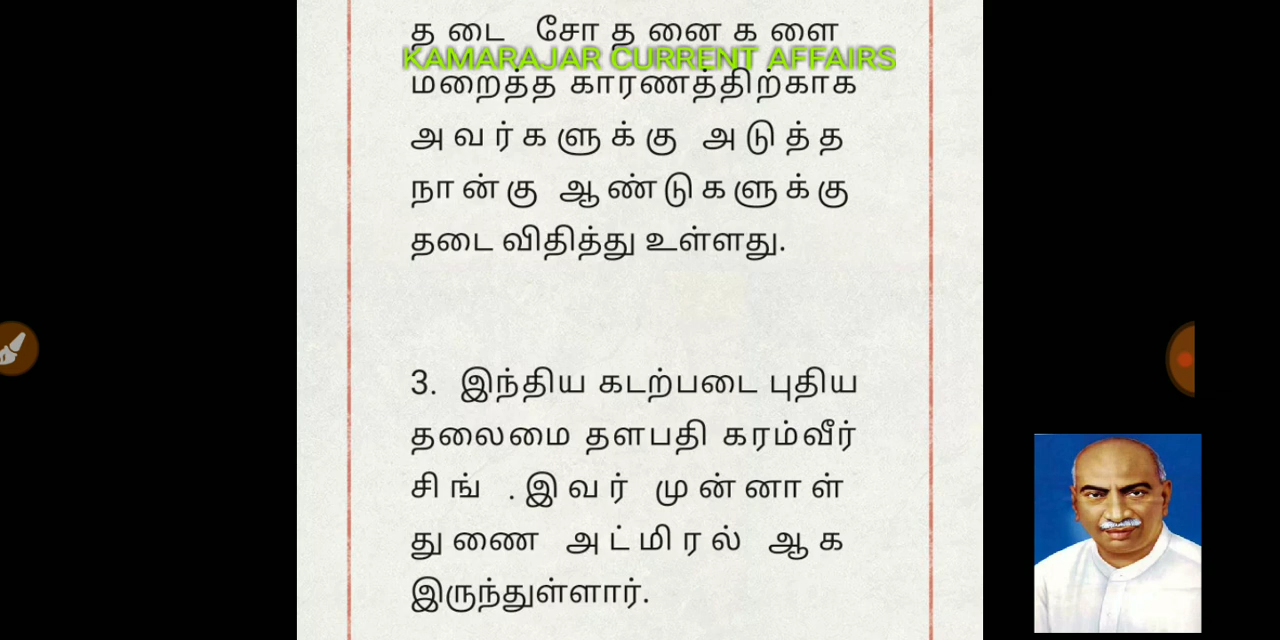 தடை சோதனைகளை
KAMARAJAR CURRENT AFFAIRS
மறைத்த காரணத்திற்காக
அவர்களுக்கு அடுத்த
நான்கு ஆண்டுகளுக்கு
தடை விதித்து உள்ளது.
3. இந்திய கடற்படை புதிய
தலைமை தளபதி கரம்வீர்
சிங் .இவர் முன்னாள்
துணை அட்மிரல் ஆக
இருந்துள்ளார்.